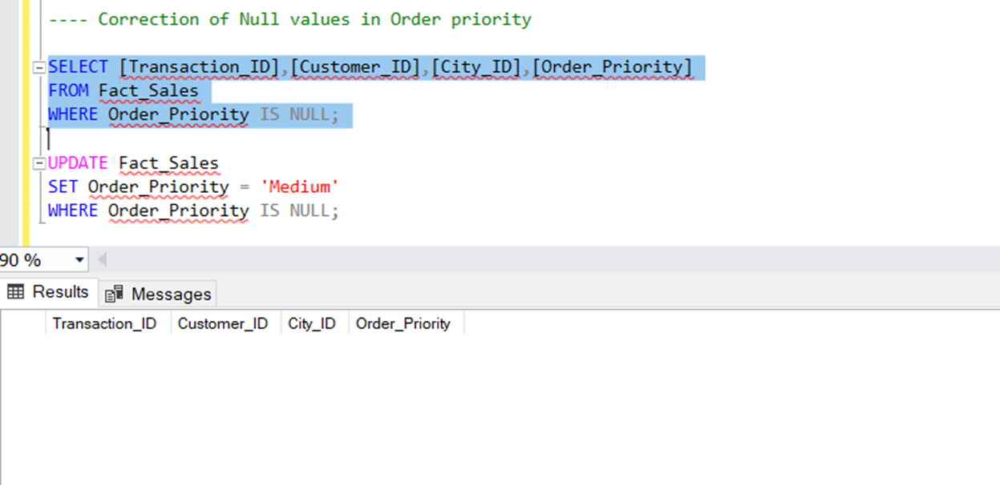 ---- Correction of Null values in Order priority
SELECT [Transaction_ID],[Customer_ID],[City_ID],[Order_Priority]
FROM Fact_Sales
WHERE Order_Priority IS NULL;
UPDATE Fact_Sales
SET Order_Priority = 'Medium'
WHERE Order_Priority IS NULL;
90 %
Results Messages
Transaction_ID Customer_ID City_ID Order_Priority